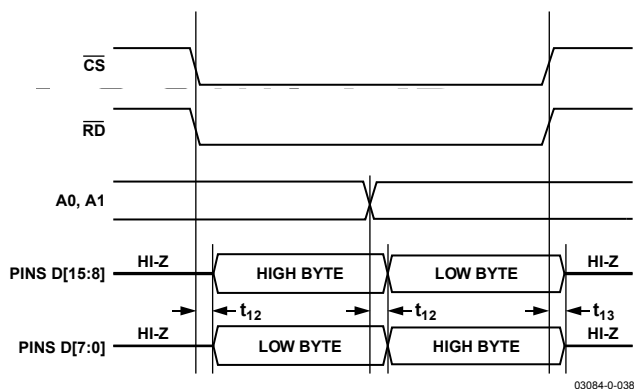 CS
RD
A0, A1
PINS D[15:8] HI-Z HIGH BYTE LOW BYTE HI-Z
t12 t12 t13
PINS D[7:0] HI-Z LOW BYTE HIGH BYTE HI-Z
03084-0-038